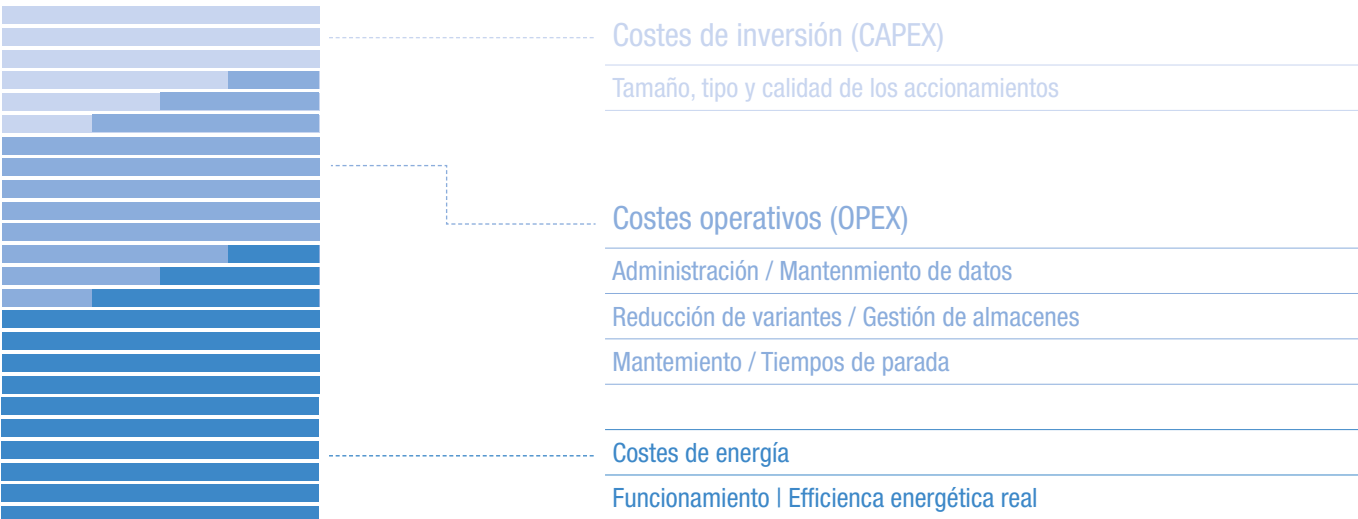 Costes de inversión (CAPEX)
Tamaño, tipo y calidad de los accionamientos
Costes operativos (OPEX)
Administración / Mantenmiento de datos
Reducción de variantes / Gestión de almacenes
Mantemiento / Tiempos de parada
Costes de energía
Funcionamiento | Efficienca energética real